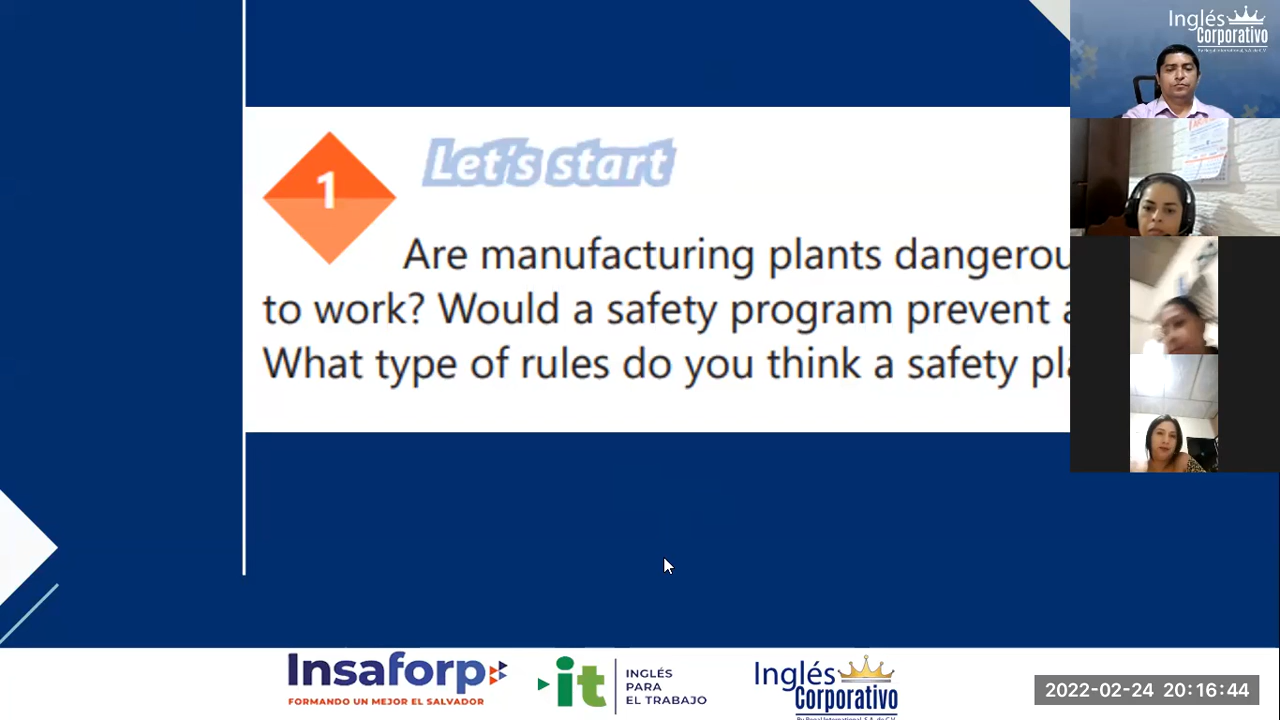 Inglés
Corporativo
1
Let's start
Are manufacturing plants dangerou
to work? Would a safety program prevent a
What type of rules do you think a safety pla
Insaforp
FORMANDO UN MEJOR EL SALVADOR
it
INGLÉS
PARA
EL TRABAJO
Inglés
Corporativo
2022-02-24 20:16:44